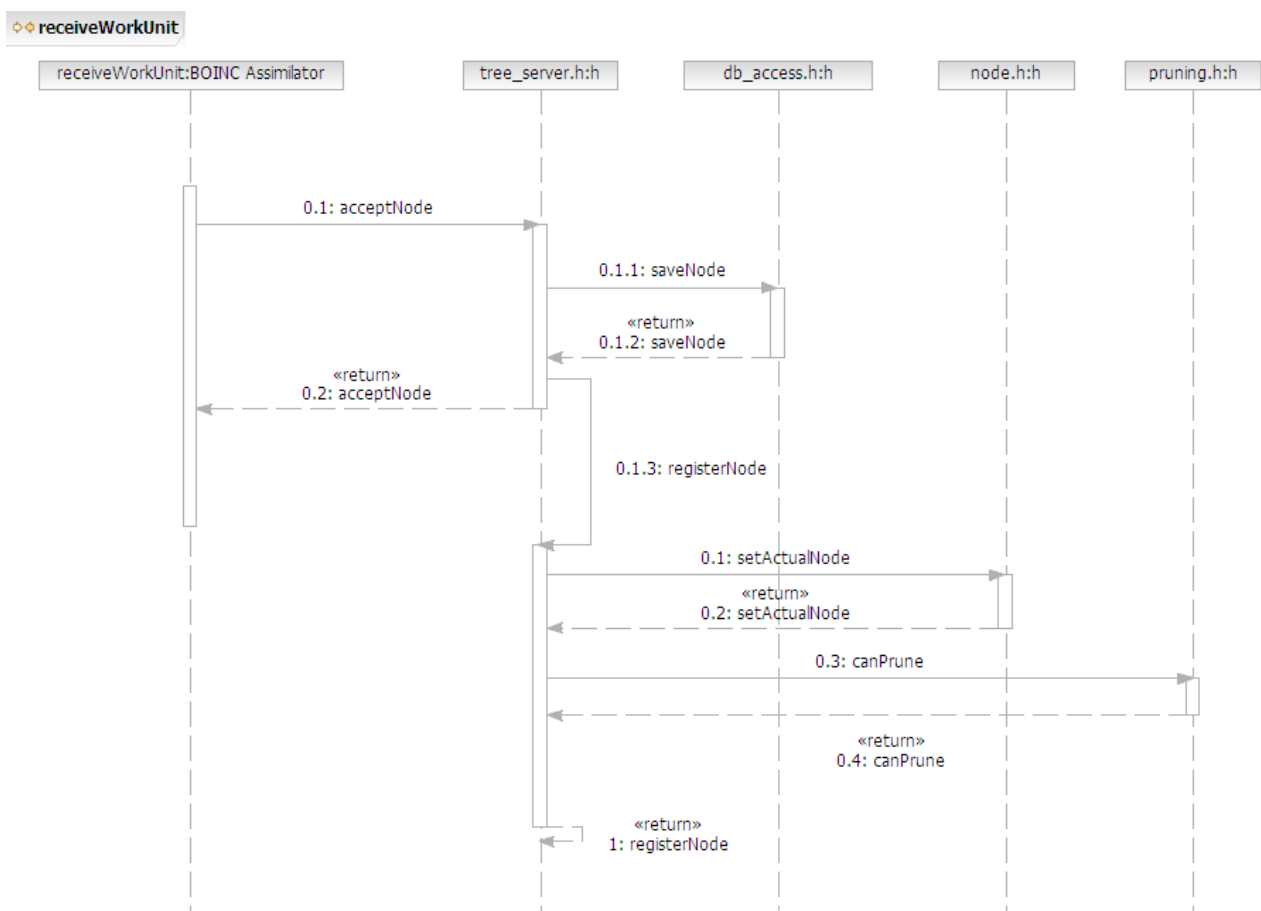 receiveWorkUnit
receiveWorkUnit:BOINC Assimilator
tree_server.h:h
db_access.h:h
node.h:h
pruning.h:h
0.1: acceptNode
0.1.1: saveNode
«return»
0.1.2: saveNode
«return»
0.2: acceptNode
0.1.3: registerNode
0.1: setActualNode
«return»
0.2: setActualNode
0.3: canPrune
«return»
0.4: canPrune
«return»
1: registerNode